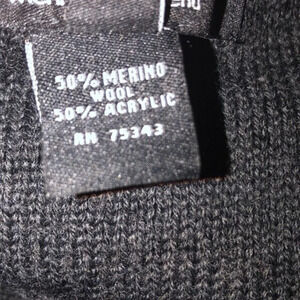 50% MERINO
WOOL
50% ACRYLIC
RN 75343